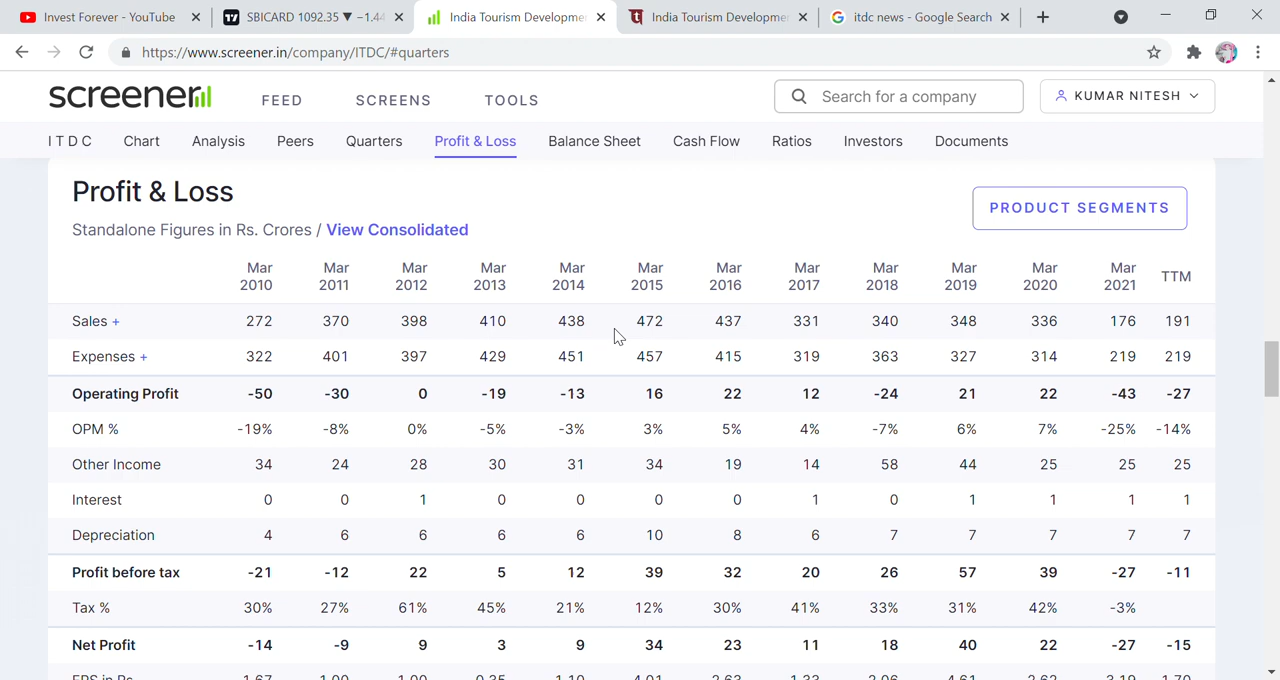 Invest Forever - YouTube
SBICARD 1092.35 ▼ −1.44
India Tourism Developme
India Tourism Developme
itdc news - Google Search
https://www.screener.in/company/ITDC/#quarters
screener
FEED SCREENS TOOLS
Search for a company
KUMAR NITESH
I T D C Chart Analysis Peers Quarters Profit & Loss Balance Sheet Cash Flow Ratios Investors Documents
Profit & Loss
PRODUCT SEGMENTS
Standalone Figures in Rs. Crores / View Consolidated
Mar 2010 Mar 2011 Mar 2012 Mar 2013 Mar 2014 Mar 2015 Mar 2016 Mar 2017 Mar 2018 Mar 2019 Mar 2020 Mar 2021 TTM
Sales + 272 370 398 410 438 472 437 331 340 348 336 176 191
Expenses + 322 401 397 429 451 457 415 319 363 327 314 219 219
Operating Profit -50 -30 0 -19 -13 16 22 12 -24 21 22 -43 -27
OPM % -19% -8% 0% -5% -3% 3% 5% 4% -7% 6% 7% -25% -14%
Other Income 34 24 28 30 31 34 19 14 58 44 25 25 25
Interest 0 0 1 0 0 0 0 1 0 1 1 1 1
Depreciation 4 6 6 6 6 10 8 6 7 7 7 7 7
Profit before tax -21 -12 22 5 12 39 32 20 26 57 39 -27 -11
Tax % 30% 27% 61% 45% 21% 12% 30% 41% 33% 31% 42% -3%
Net Profit -14 -9 9 3 9 34 23 11 18 40 22 -27 -15
EPS in Rs